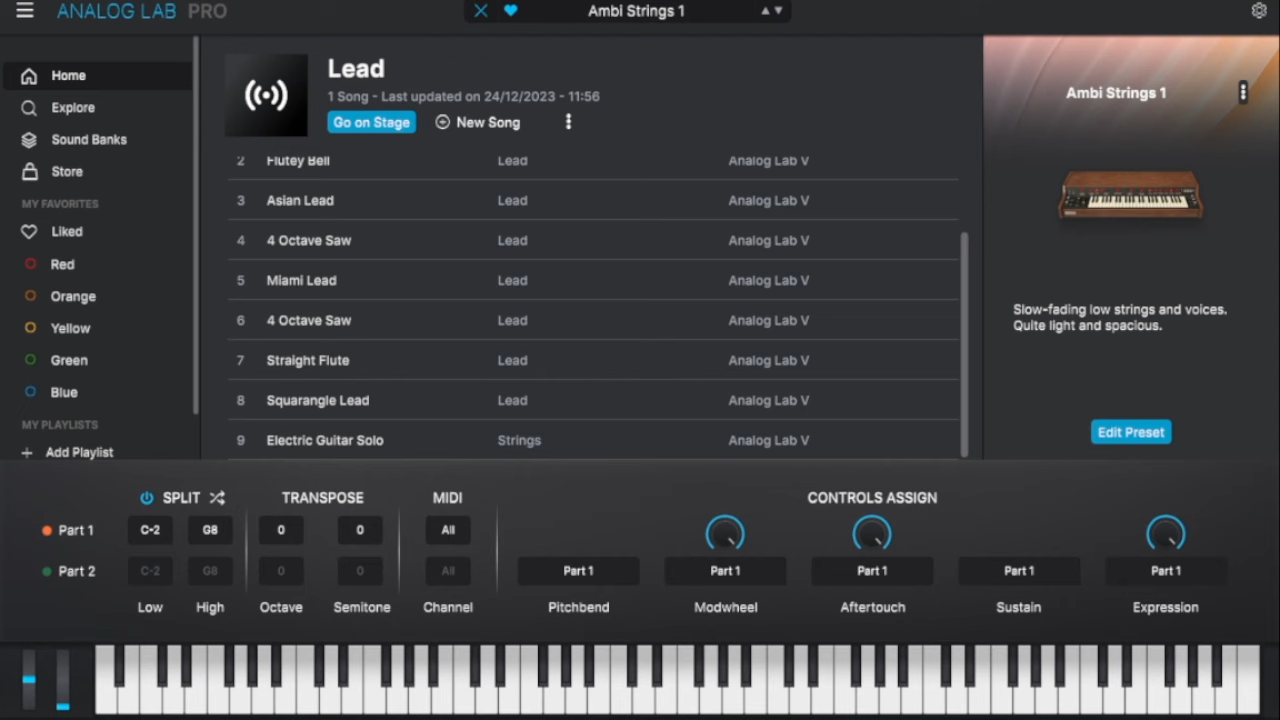 ANALOG LAB PRO
Ambi Strings 1
Home
Explore
Sound Banks
Store
MY FAVORITES
Liked
Red
Orange
Yellow
Green
Blue
MY PLAYLISTS
Add Playlist
Lead
1 Song - Last updated on 24/12/2023 - 11:56
Go on Stage New Song
2 Flutey Bell Lead Analog Lab V
3 Asian Lead Lead Analog Lab V
4 4 Octave Saw Lead Analog Lab V
5 Miami Lead Lead Analog Lab V
6 4 Octave Saw Lead Analog Lab V
7 Straight Flute Lead Analog Lab V
8 Squarangle Lead Lead Analog Lab V
9 Electric Guitar Solo Strings Analog Lab V
Ambi Strings 1
Slow-fading low strings and voices.
Quite light and spacious.
Edit Preset
SPLIT TRANSPOSE MIDI CONTROLS ASSIGN
Part 1 C-2 G8 0 0 All
Part 2 C-2 G8 0 0 All Part 1 Part 1 Part 1 Part 1 Part 1
Low High Octave Semitone Channel Pitchbend Modwheel Aftertouch Sustain Expression